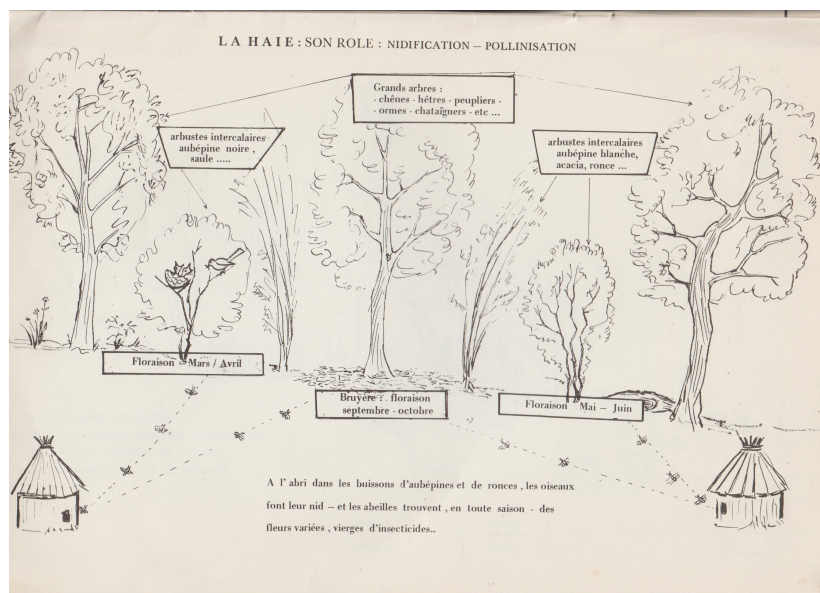 LA HAIE : SON ROLE : NIDIFICATION – POLLINISATION
Grands arbres :
- chênes - hêtres - peupliers -
- ormes - chataîgners - etc ...
arbustes intercalaires
aubépine noire ,
saule .....
arbustes intercalaires
aubépine blanche,
acacia, ronce ...
Floraison – Mars / Avril
Bruyère : floraison
septembre - octobre
Floraison Mai – Juin
A l' abri dans les buissons d'aubépines et de ronces , les oiseaux
font leur nid – et les abeilles trouvent , en toute saison - des
fleurs variées , vierges d'insecticides..